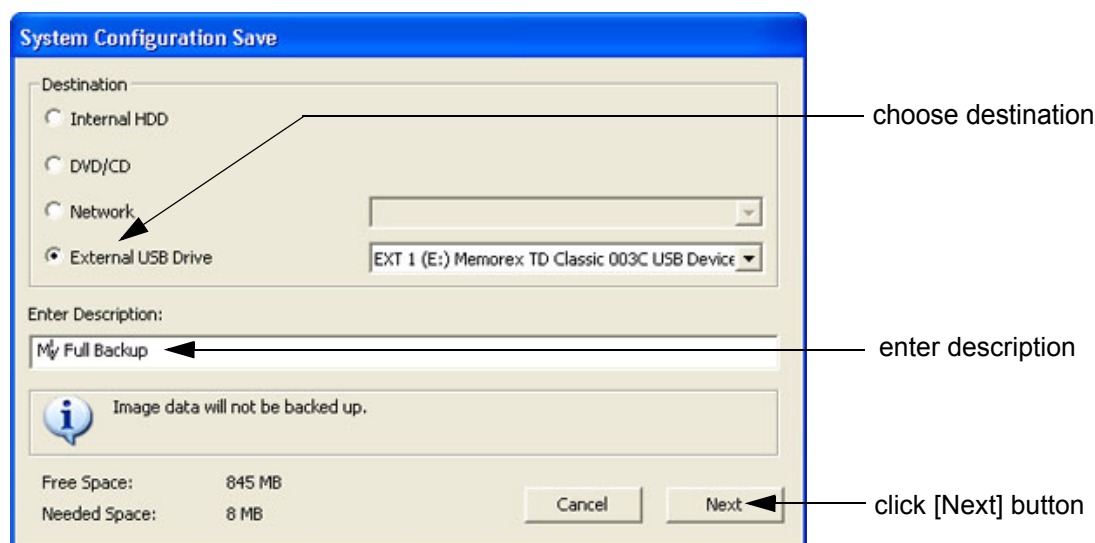 System Configuration Save
Destination
Internal HDD
choose destination
DVD/CD
Network
External USB Drive
EXT 1 (E:) Memorex TD Classic 003C USB Device
Enter Description:
My Full Backup
enter description
Image data will not be backed up.
Free Space: 845 MB
Needed Space: 8 MB
Cancel
Next
click [Next] button